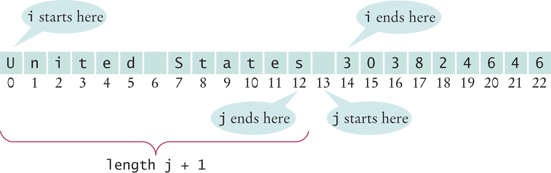 i starts here
i ends here
U n i t e d   S t a t e s   3 0 3 8 2 4 6 4 6
0 1 2 3 4 5 6 7 8 9 10 11 12 13 14 15 16 17 18 19 20 21 22
j ends here
j starts here
length j + 1